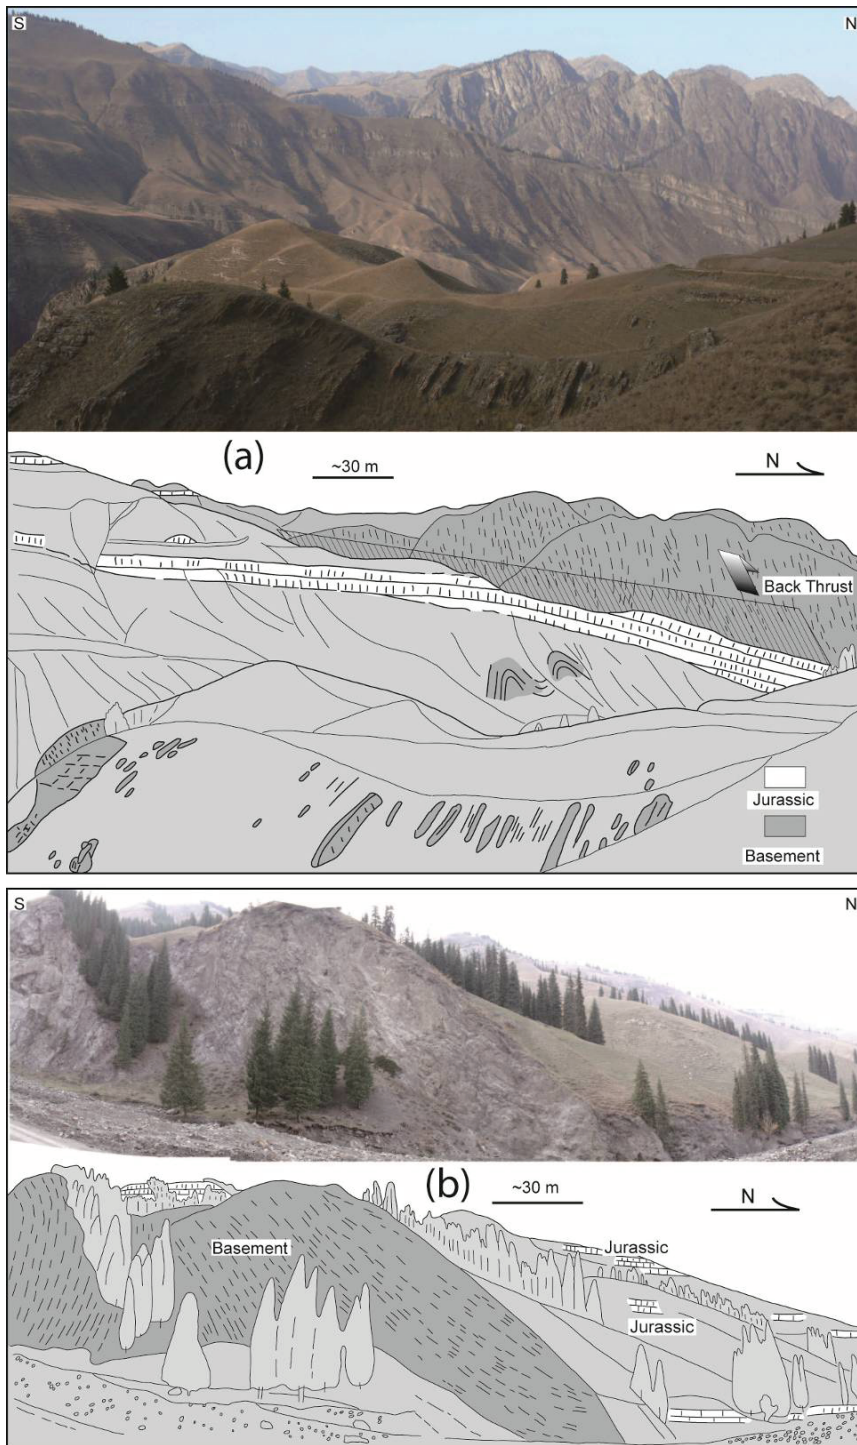 S N
(a)
~30 m
N
Back Thrust
Jurassic
Basement
S N
(b)
~30 m
N
Basement
Jurassic
Jurassic